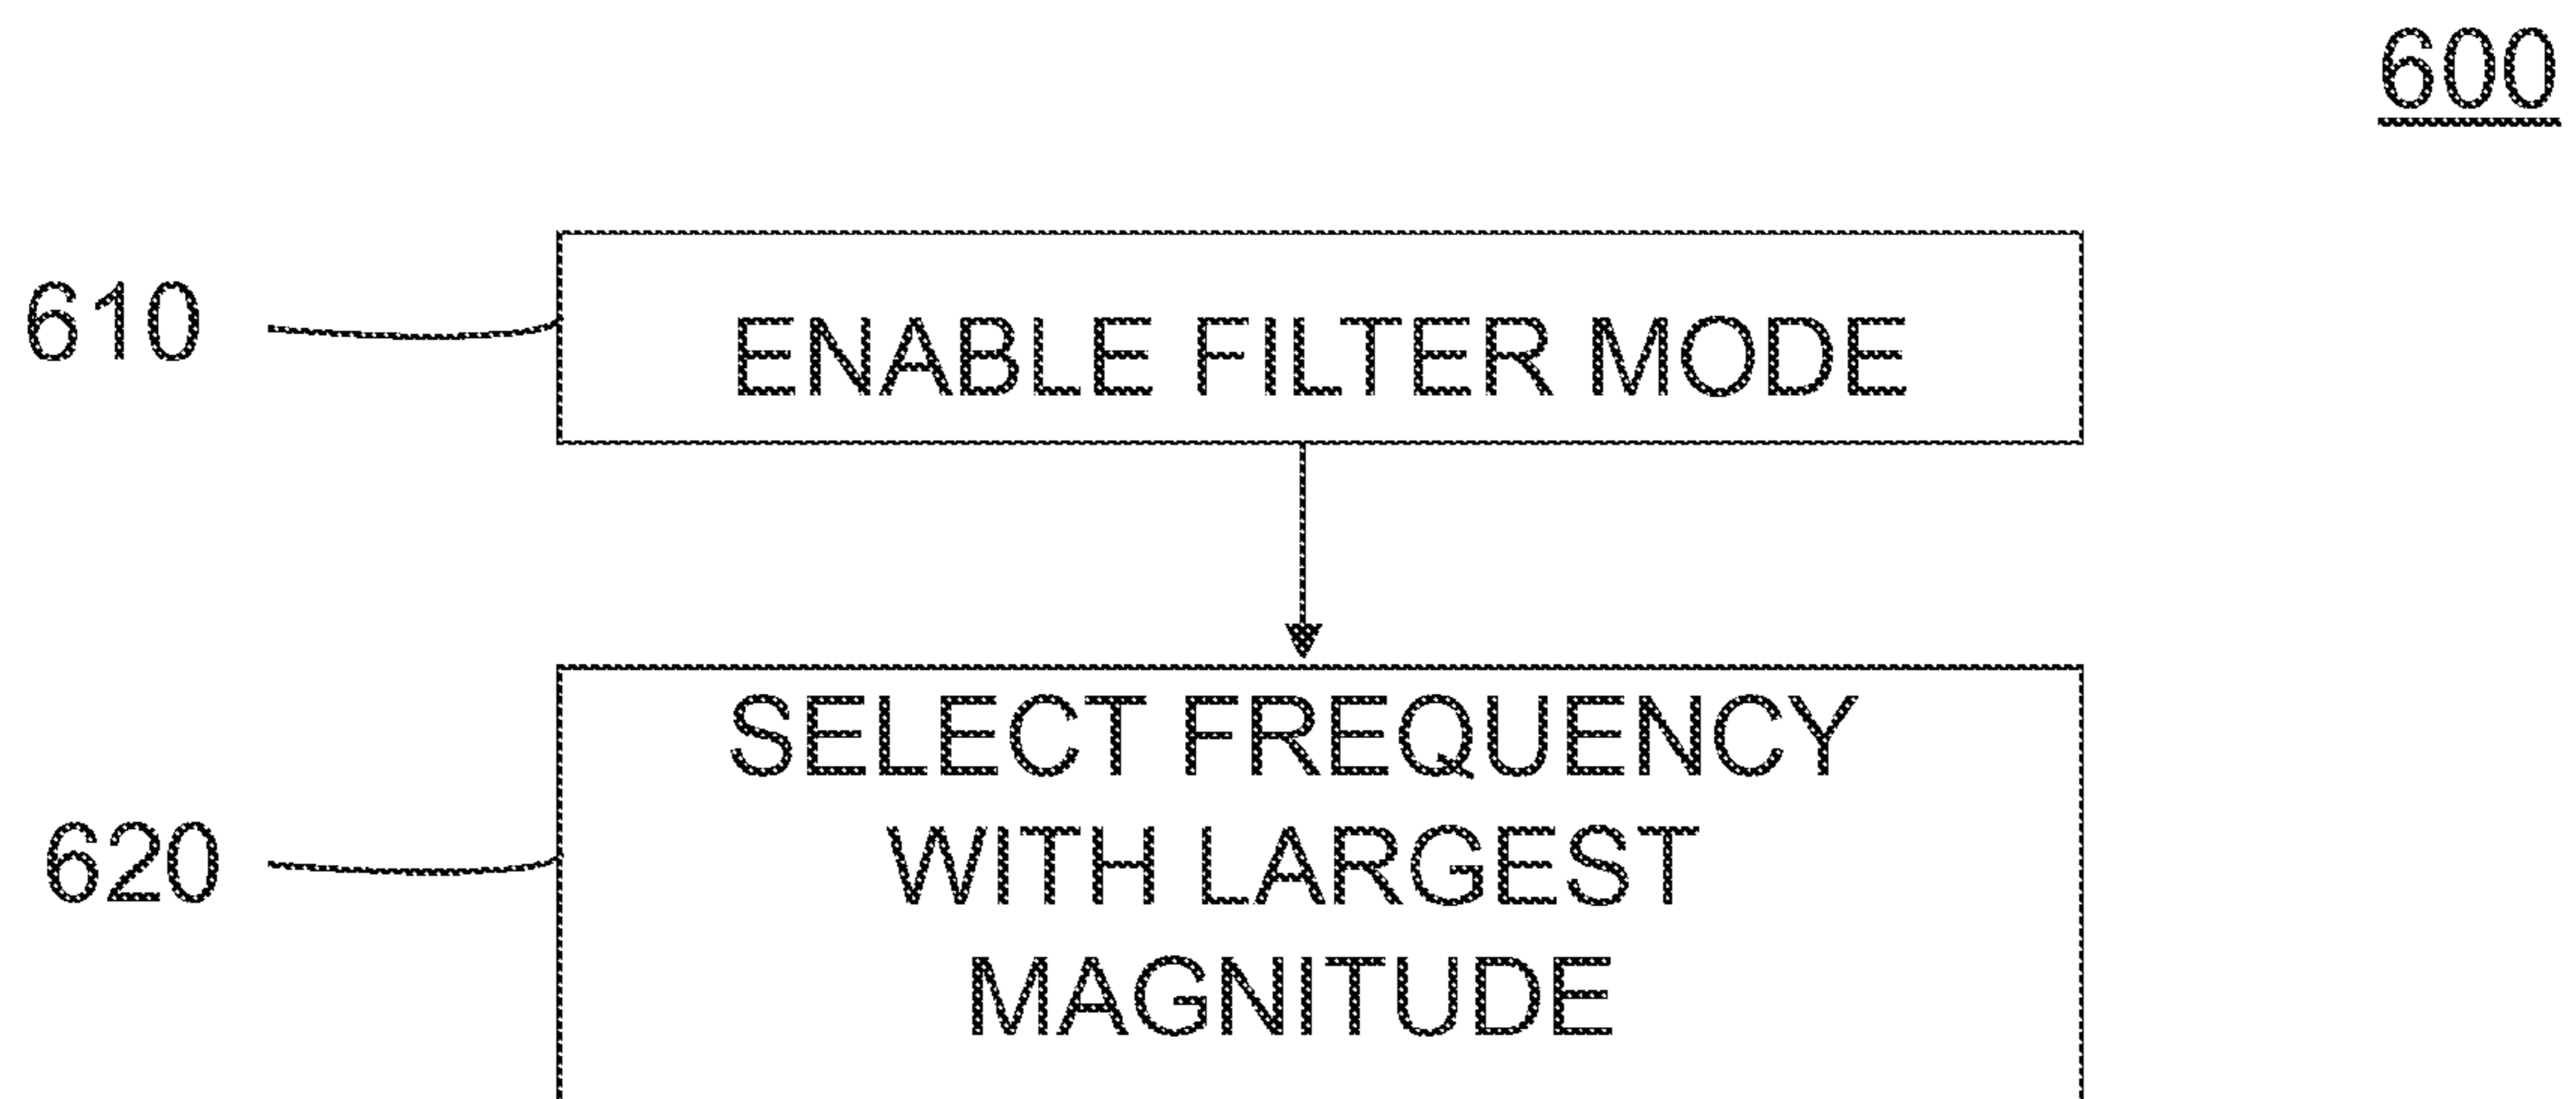 600
610
ENABLE FILTER MODE
620
SELECT FREQUENCY
WITH LARGEST
MAGNITUDE